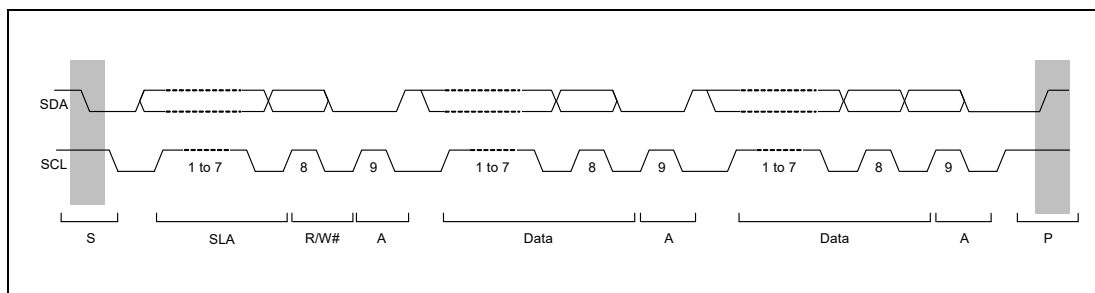 SDA
SCL
1 to 7 8 9 1 to 7 8 9 1 to 7 8 9
S SLA R/W# A Data A Data A P